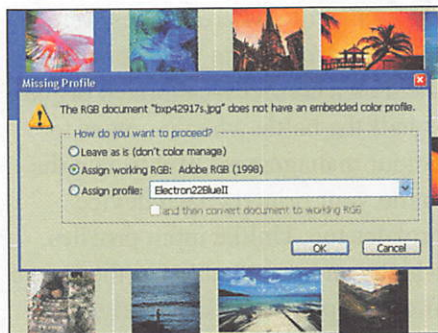 Missing Profile
The RGB document "bxp42917s.jpg" does not have an embedded color profile.
How do you want to proceed?
Leave as is (don't color manage)
Assign working RGB: Adobe RGB (1998)
Assign profile: Electron22BlueII
and then convert document to working RGB
OK Cancel